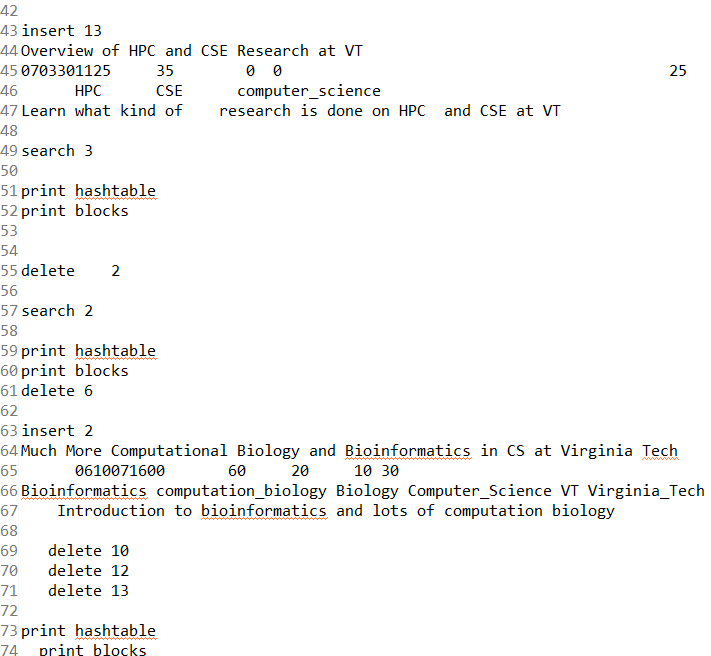 42
43 insert 13
44 Overview of HPC and CSE Research at VT
45 0703301125     35        0  0                                           25
46       HPC      CSE      computer_science
47 Learn what kind of    research is done on HPC  and CSE at VT
48
49 search 3
50
51 print hashtable
52 print blocks
53
54
55 delete    2
56
57 search 2
58
59 print hashtable
60 print blocks
61 delete 6
62
63 insert 2
64 Much More Computational Biology and Bioinformatics in CS at Virginia Tech
65       0610071600       60     20     10 30
66 Bioinformatics computation_biology Biology Computer_Science VT Virginia_Tech
67     Introduction to bioinformatics and lots of computation biology
68
69    delete 10
70    delete 12
71    delete 13
72
73 print hashtable
74   print blocks